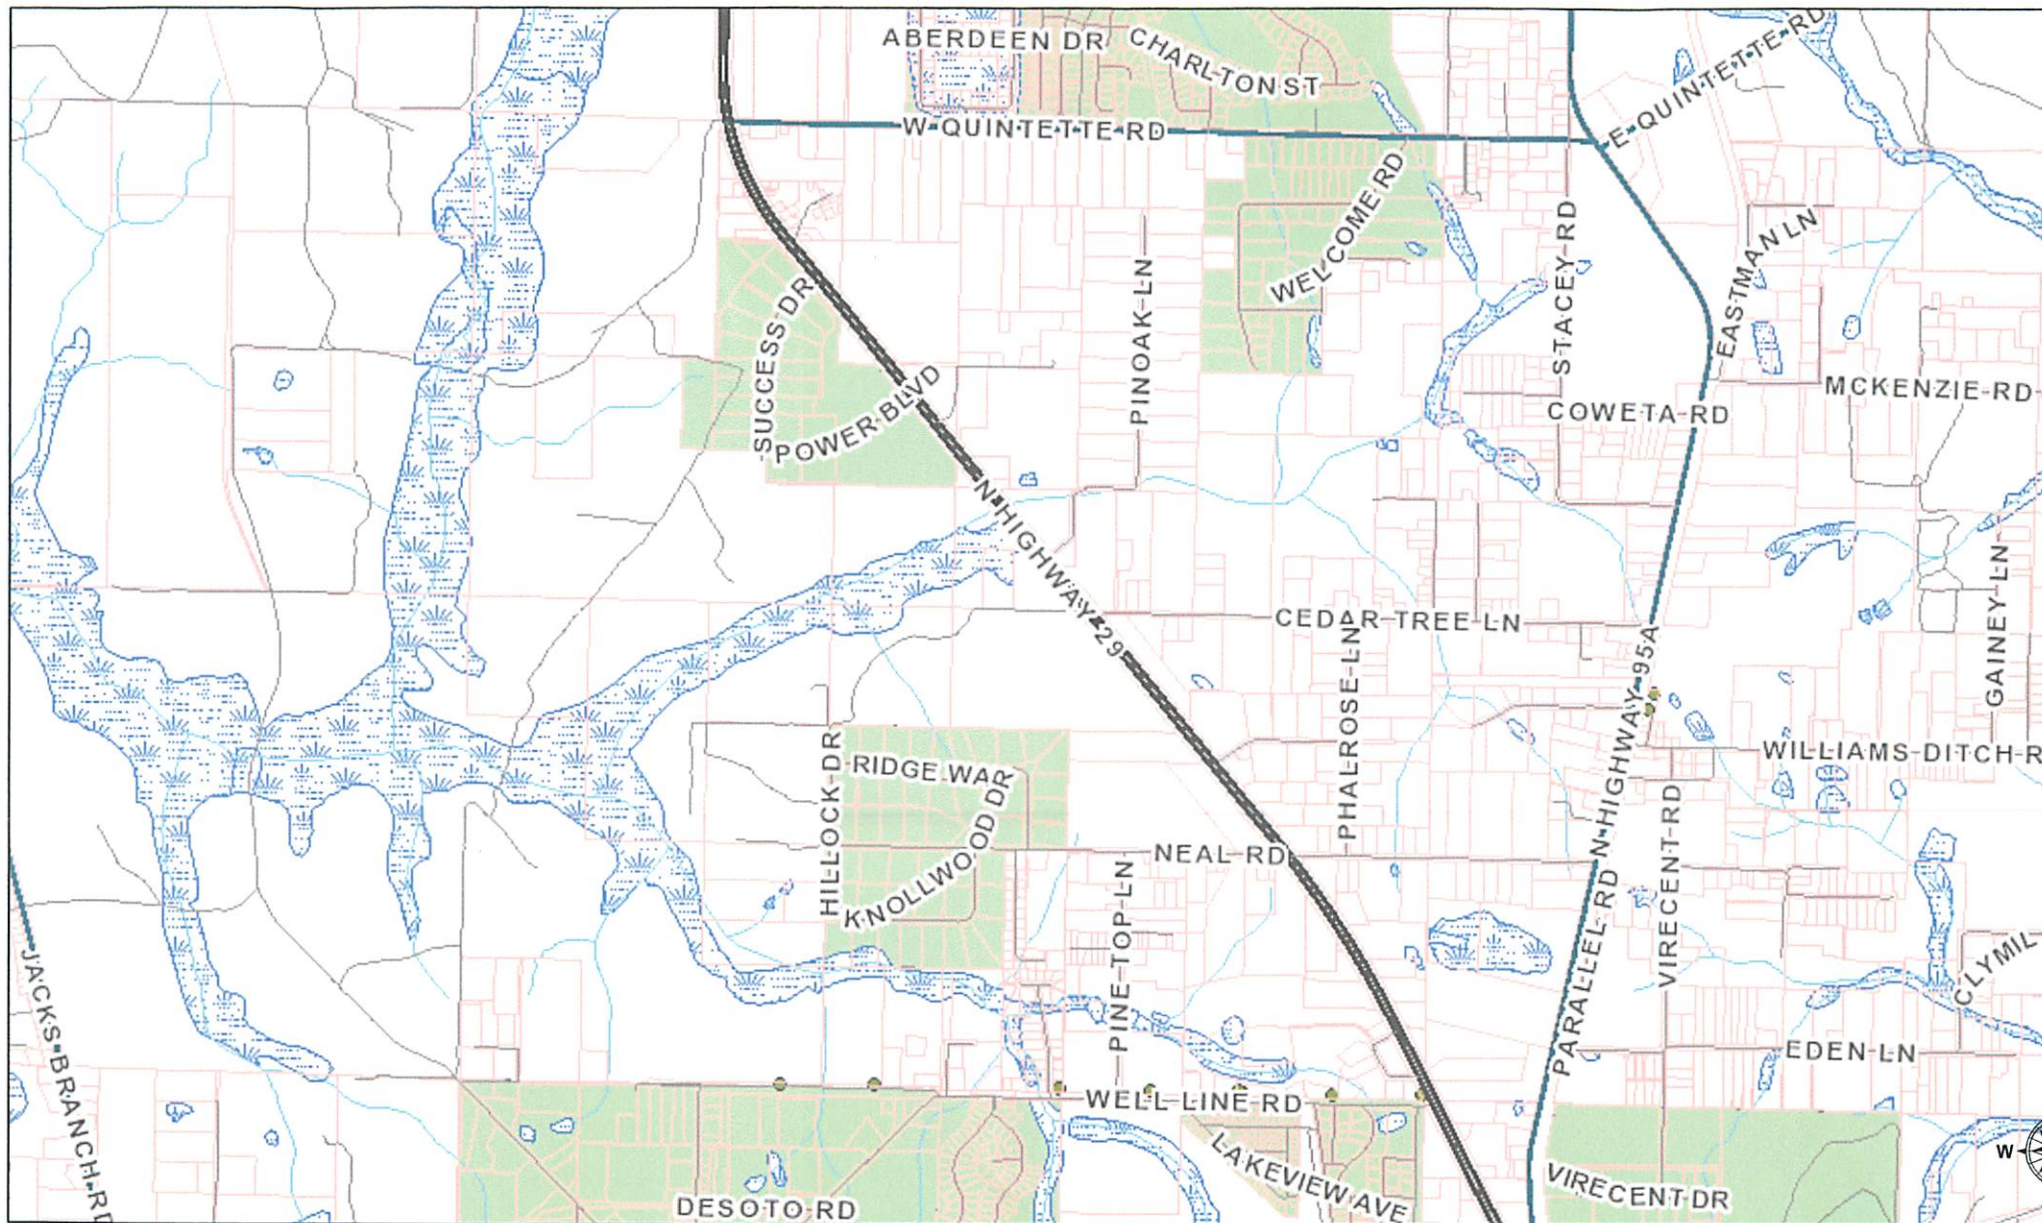 ABERDEEN DR
CHARLTON ST
E QUINTETTE RD
W QUINTETTE RD
WELCOME RD
STACEY RD
EASTMAN LN
SUCCESS DR
PINOAK LN
POWER BLVD
COWETA RD
MCKENZIE RD
N HIGHWAY 29
CEDAR TREE LN
GAINEY LN
PHALROSE LN
HILLOCK DR
RIDGE WAR
KNOLLWOOD DR
WILLIAMS DITCH R
PARALLEL RD N HIGHWAY 95A
VIRECENT RD
NEAL RD
PINE TOP LN
JACKS BRANCH RD
CLYMIL
EDEN LN
WELL LINE RD
LAKEVIEW AVE
VIRECENT DR
DESOTO RD
W